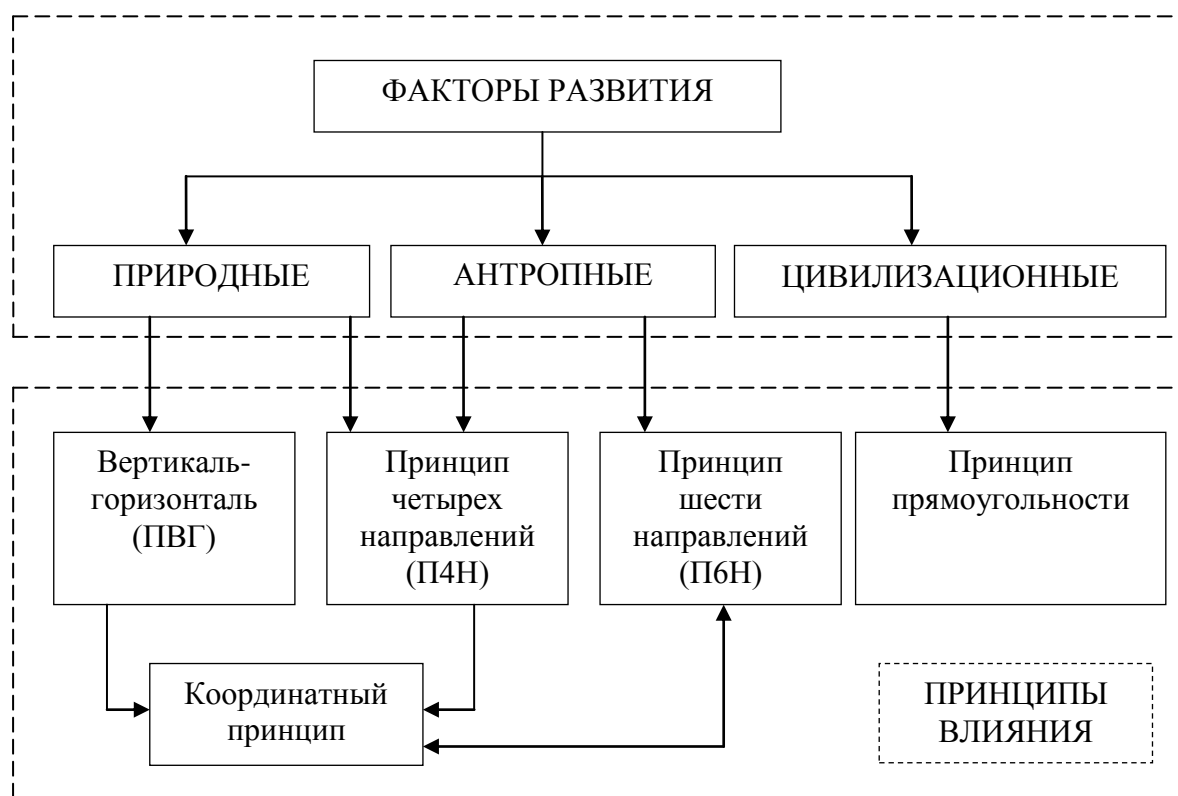 ФАКТОРЫ РАЗВИТИЯ
ПРИРОДНЫЕ
АНТРОПНЫЕ
ЦИВИЛИЗАЦИОННЫЕ
Вертикаль-
горизонталь
(ПВГ)
Принцип
четырех
направлений
(П4Н)
Принцип
шести
направлений
(П6Н)
Принцип
прямоугольности
Координатный
принцип
ПРИНЦИПЫ
ВЛИЯНИЯ